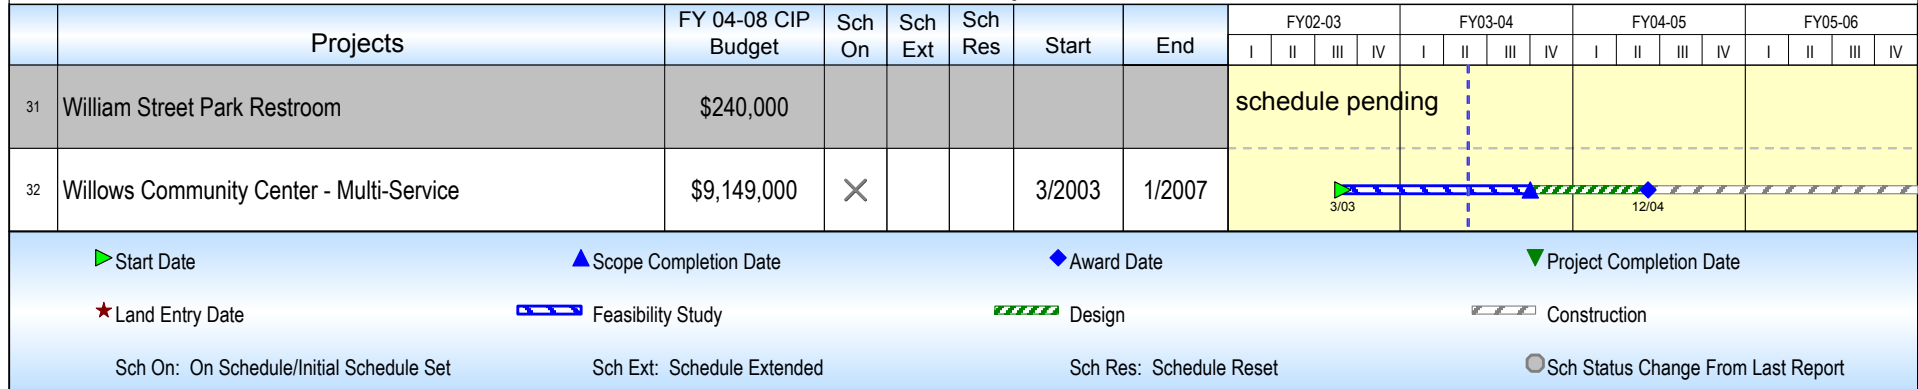 Projects FY 04-08 CIP Budget Sch On Sch Ext Sch Res Start End FY02-03 FY03-04 FY04-05 FY05-06
I II III IV I II III IV I II III IV I II III IV
31 William Street Park Restroom $240,000 schedule pending
32 Willows Community Center - Multi-Service $9,149,000 3/2003 1/2007
3/03 12/04
Start Date Scope Completion Date Award Date Project Completion Date
Land Entry Date Feasibility Study Design Construction
Sch On: On Schedule/Initial Schedule Set Sch Ext: Schedule Extended Sch Res: Schedule Reset Sch Status Change From Last Report